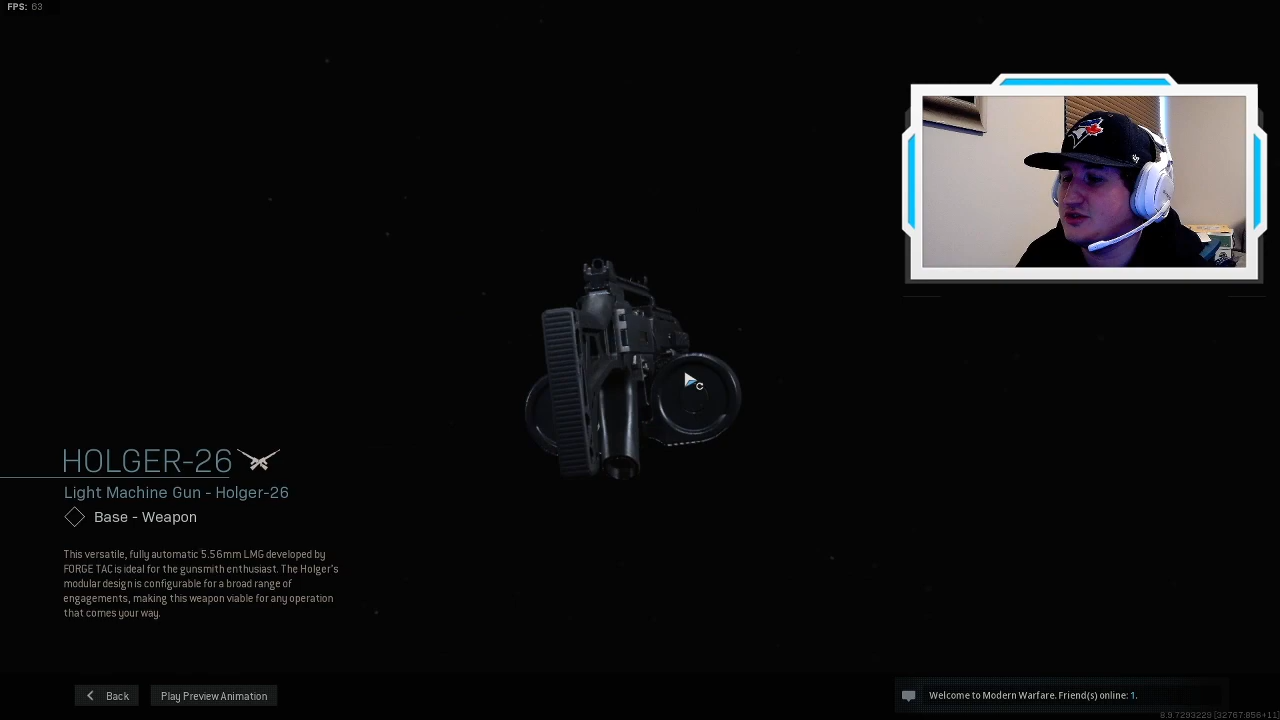 FPS: 63
HOLGER-26
Light Machine Gun - Holger-26
Base - Weapon
This versatile, fully automatic 5.56mm LMG developed by
FORGE TAC is ideal for the gunsmith enthusiast. The Holger's
modular design is configurable for a broad range of
engagements, making this weapon viable for any operation
that comes your way.
Back
Play Preview Animation
Welcome to Modern Warfare. Friend(s) online: 1.